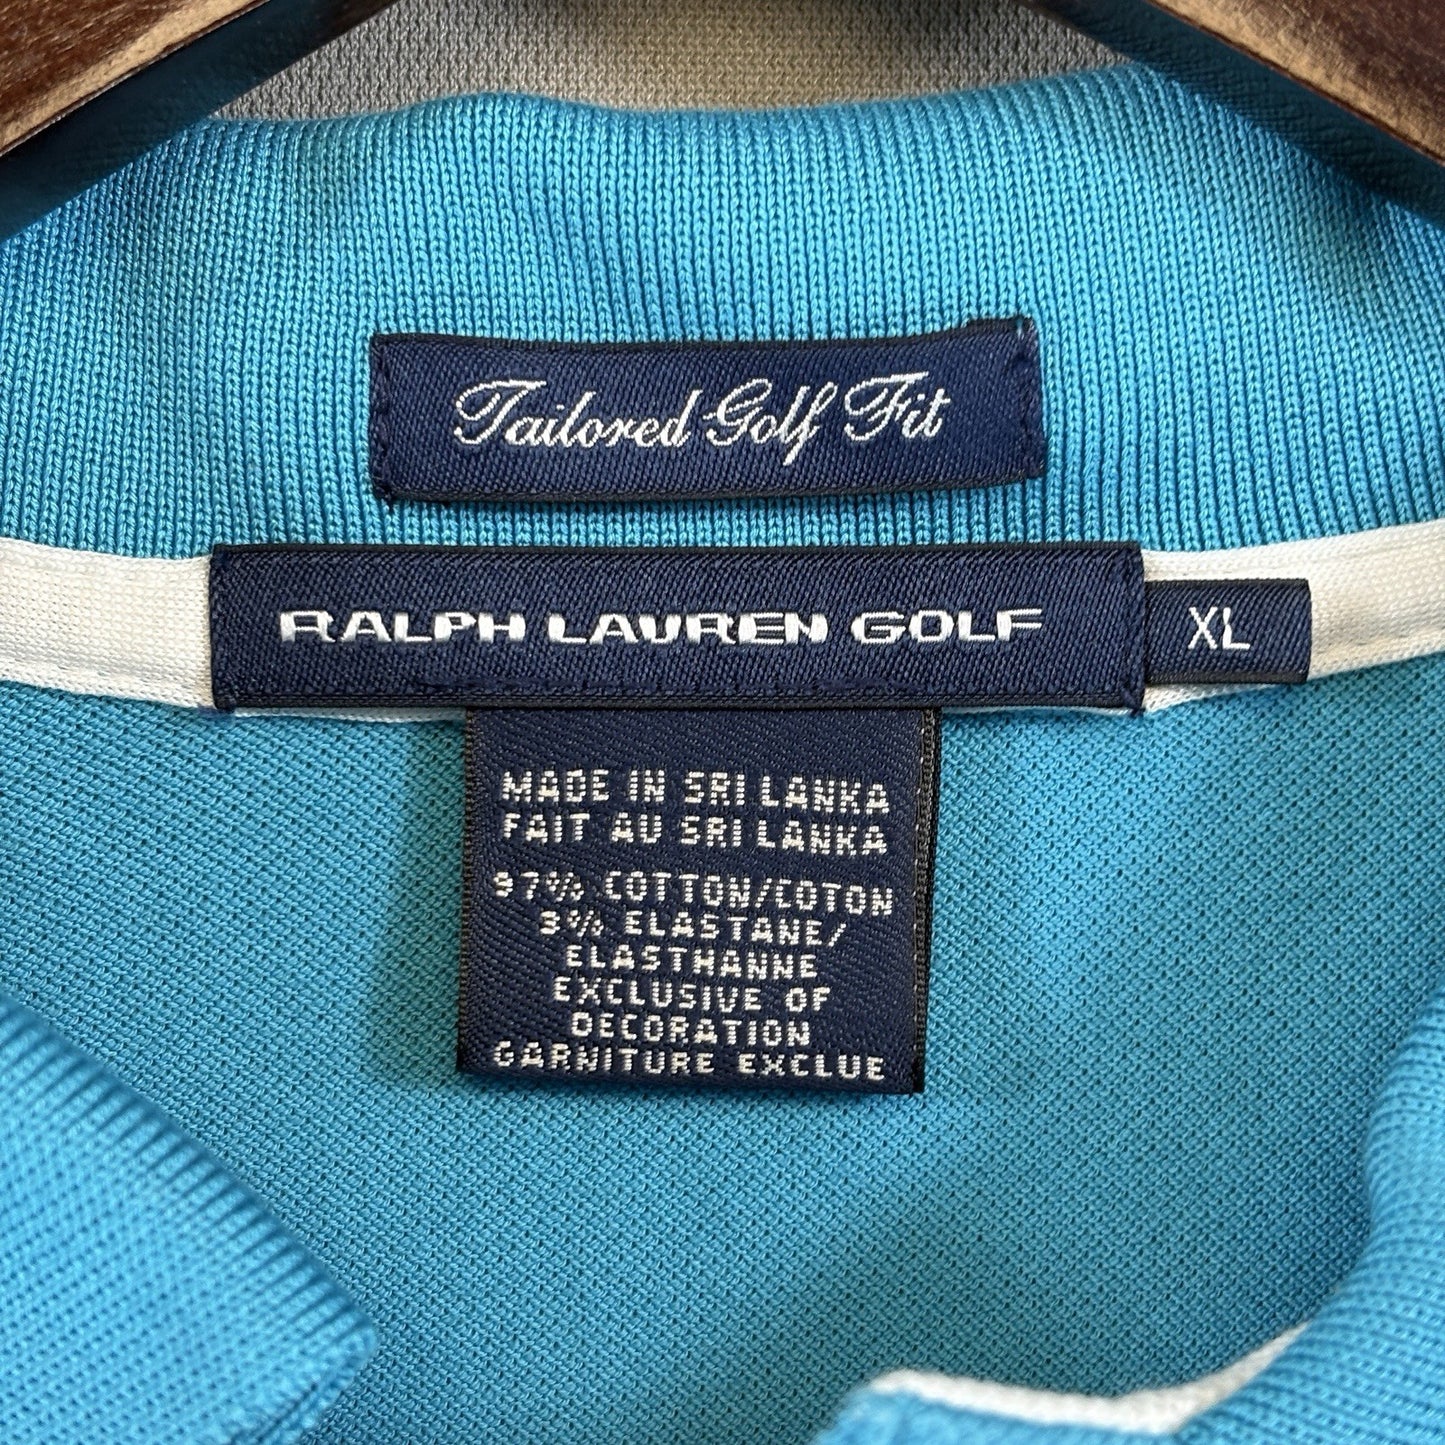 Tailored Golf Fit
RALPH LAUREN GOLF
XL
MADE IN SRI LANKA
FAIT AU SRI LANKA
97% COTTON/COTON
3% ELASTANE/
ELASTHANNE
EXCLUSIVE OF
DECORATION
GARNITURE EXCLUE